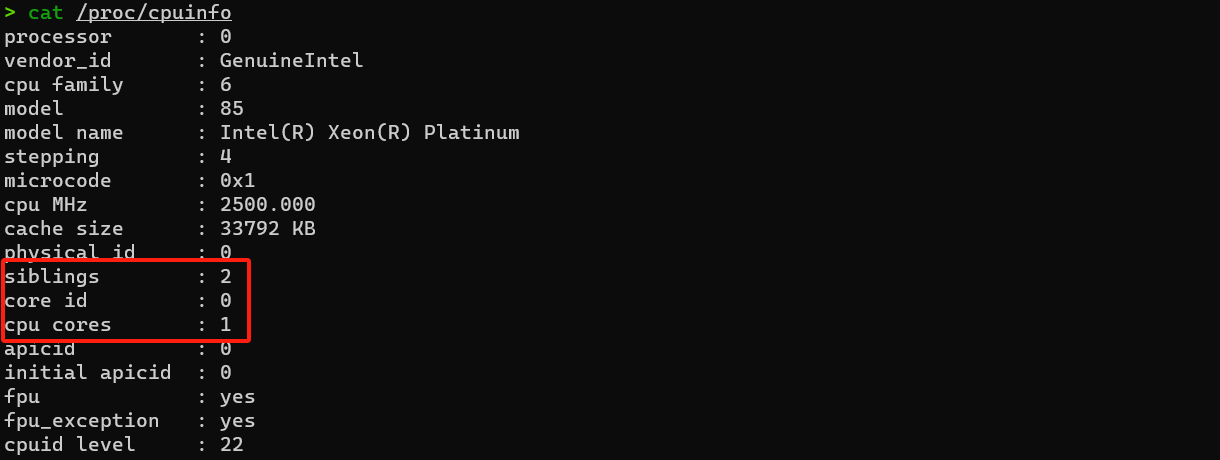 > cat /proc/cpuinfo
processor : 0
vendor_id : GenuineIntel
cpu family : 6
model : 85
model name : Intel(R) Xeon(R) Platinum
stepping : 4
microcode : 0x1
cpu MHz : 2500.000
cache size : 33792 KB
physical id : 0
siblings : 2
core id : 0
cpu cores : 1
apicid : 0
initial apicid : 0
fpu : yes
fpu_exception : yes
cpuid level : 22